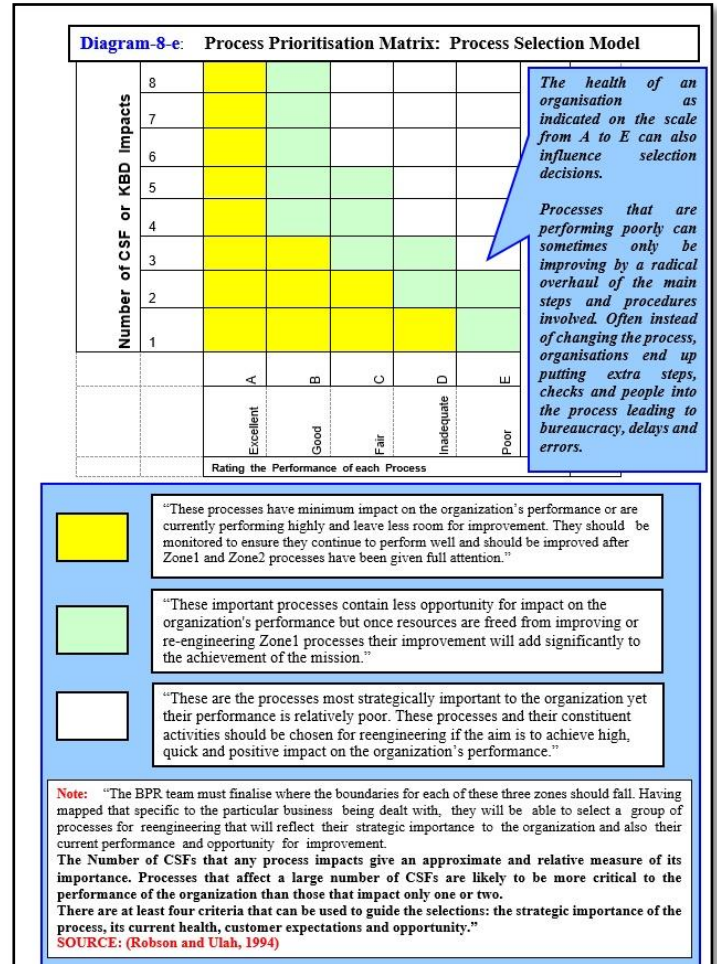 Diagram-8-e: Process Prioritisation Matrix: Process Selection Model
Number of CSF or KBD Impacts
8
7
6
5
4
3
2
1
A
B
C
D
E
Excellent
Good
Fair
Inadequate
Poor
Rating the Performance of each Process
The health of an
organisation as
indicated on the scale
from A to E can also
influence selection
decisions.
Processes that are
performing poorly can
sometimes only be
improving by a radical
overhaul of the main
steps and procedures
involved. Often instead
of changing the process,
organisations end up
putting extra steps,
checks and people into
the process leading to
bureaucracy, delays and
errors.
“These processes have minimum impact on the organization’s performance or are
currently performing highly and leave less room for improvement. They should be
monitored to ensure they continue to perform well and should be improved after
Zone1 and Zone2 processes have been given full attention.”
“These important processes contain less opportunity for impact on the
organization's performance but once resources are freed from improving or
re-engineering Zone1 processes their improvement will add significantly to
the achievement of the mission.”
“These are the processes most strategically important to the organization yet
their performance is relatively poor. These processes and their constituent
activities should be chosen for reengineering if the aim is to achieve high,
quick and positive impact on the organization’s performance.”
Note: “The BPR team must finalise where the boundaries for each of these three zones should fall. Having
mapped that specific to the particular business being dealt with, they will be able to select a group of
processes for reengineering that will reflect their strategic importance to the organization and also their
current performance and opportunity for improvement.
The Number of CSFs that any process impacts give an approximate and relative measure of its
importance. Processes that affect a large number of CSFs are likely to be more critical to the
performance of the organization than those that impact only one or two.
There are at least four criteria that can be used to guide the selections: the strategic importance of the
process, its current health, customer expectations and opportunity.”
SOURCE: (Robson and Ulah, 1994)